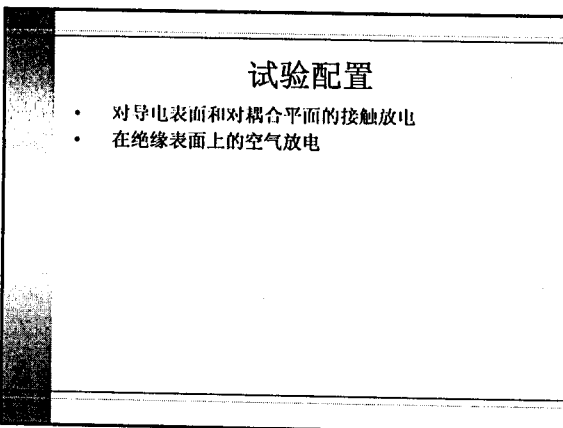 试验配置
• 对导电表面和对耦合平面的接触放电
• 在绝缘表面上的空气放电